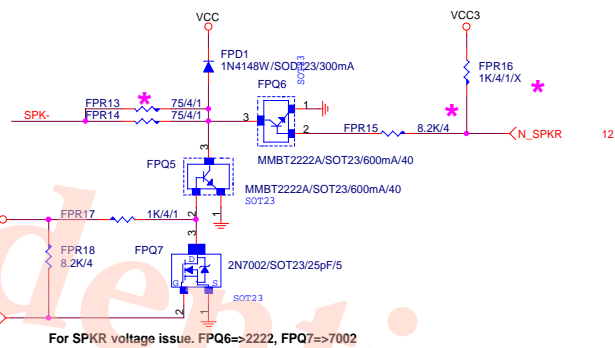 VCC
VCC3
FPD1
1N4148W/SOD123/300mA
SOT23
FPR16
1K/4/1/X
FPQ6
FPR13 75/4/1
SPK-
FPR14 75/4/1
3
1
2
FPR15 8.2K/4
N_SPKR 12
MMBT2222A/SOT23/600mA/40
3
FPQ5
MMBT2222A/SOT23/600mA/40
SOT23
2
1
FPR17 1K/4/1
3
FPR18
8.2K/4
FPQ7
D
G
S
2N7002/SOT23/25pF/5
SOT23
2
1
For SPKR voltage issue. FPQ6=>2222, FPQ7=>7002